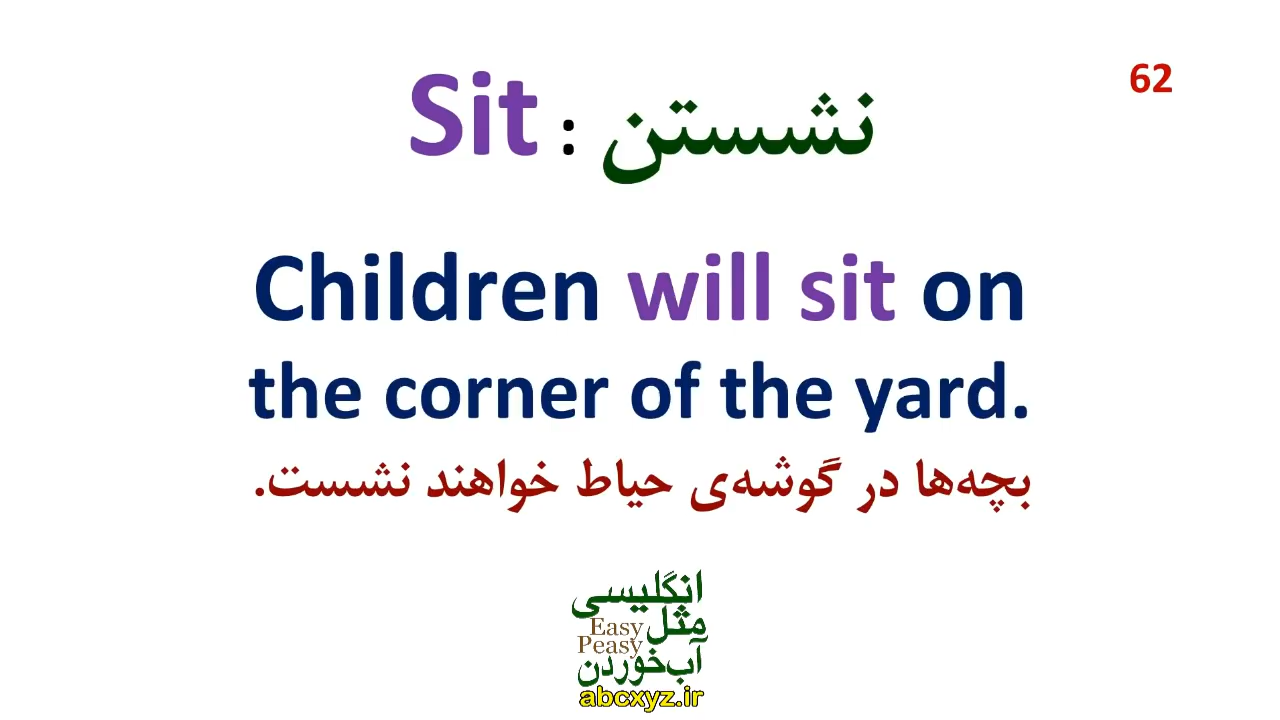 62
Sit : نشستن
Children will sit on
the corner of the yard.
بچه‌ها در گوشه‌ی حیاط خواهند نشست.
انگلیسی
مثل
Easy
Peasy
آب‌خوردن
abcxyz.ir